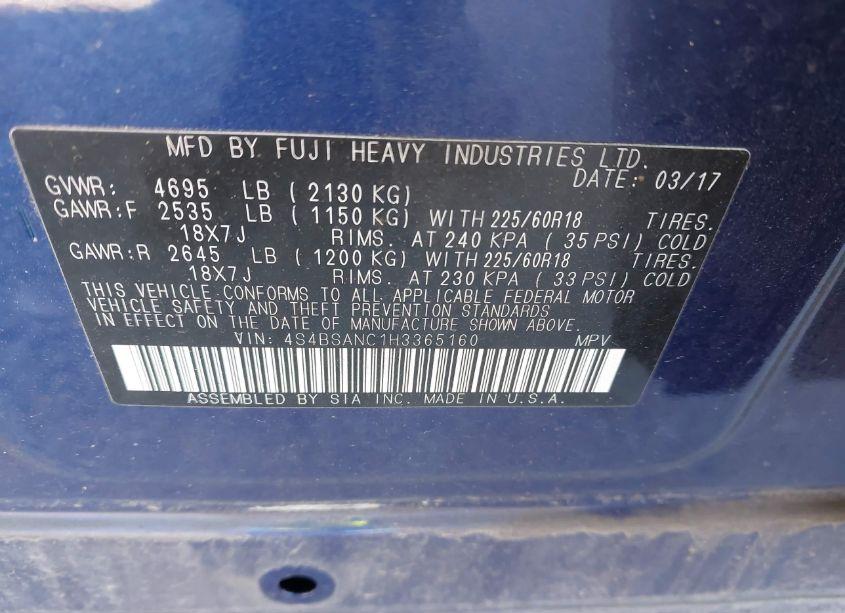 MFD BY FUJI HEAVY INDUSTRIES LTD.
DATE: 03/17
GVWR: 4695 LB ( 2130 KG)
GAWR:F 2535 LB ( 1150 KG) WITH 225/60R18 TIRES.
18X7J RIMS. AT 240 KPA ( 35 PSI) COLD
GAWR:R 2645 LB ( 1200 KG) WITH 225/60R18 TIRES.
18X7J RIMS. AT 230 KPA ( 33 PSI) COLD
THIS VEHICLE CONFORMS TO ALL APPLICABLE FEDERAL MOTOR
VEHICLE SAFETY AND THEFT PREVENTION STANDARDS
IN EFFECT ON THE DATE OF MANUFACTURE SHOWN ABOVE.
VIN: 4S4BSANC1H3365160 MPV
ASSEMBLED BY SIA INC. MADE IN U.S.A.